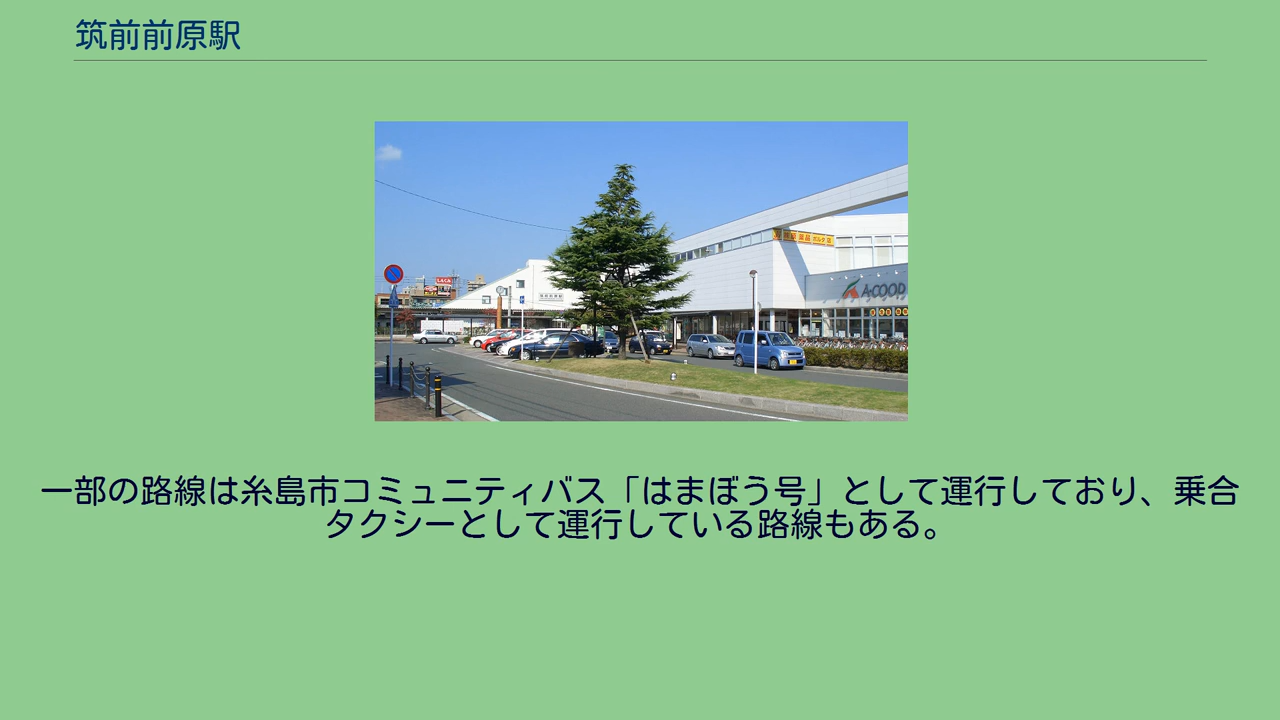 筑前前原駅
A·COOP
一部の路線は糸島市コミュニティバス「はまぼう号」として運行しており、乗合
タクシーとして運行している路線もある。